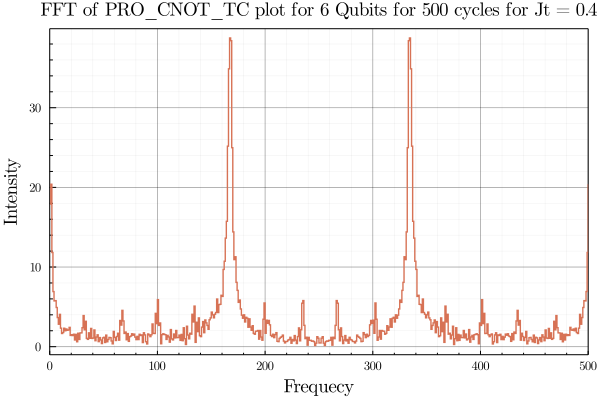 FFT of PRO_CNOT_TC plot for 6 Qubits for 500 cycles for Jt = 0.4
30
20
10
0
Intensity
0 100 200 300 400 500
Frequecy